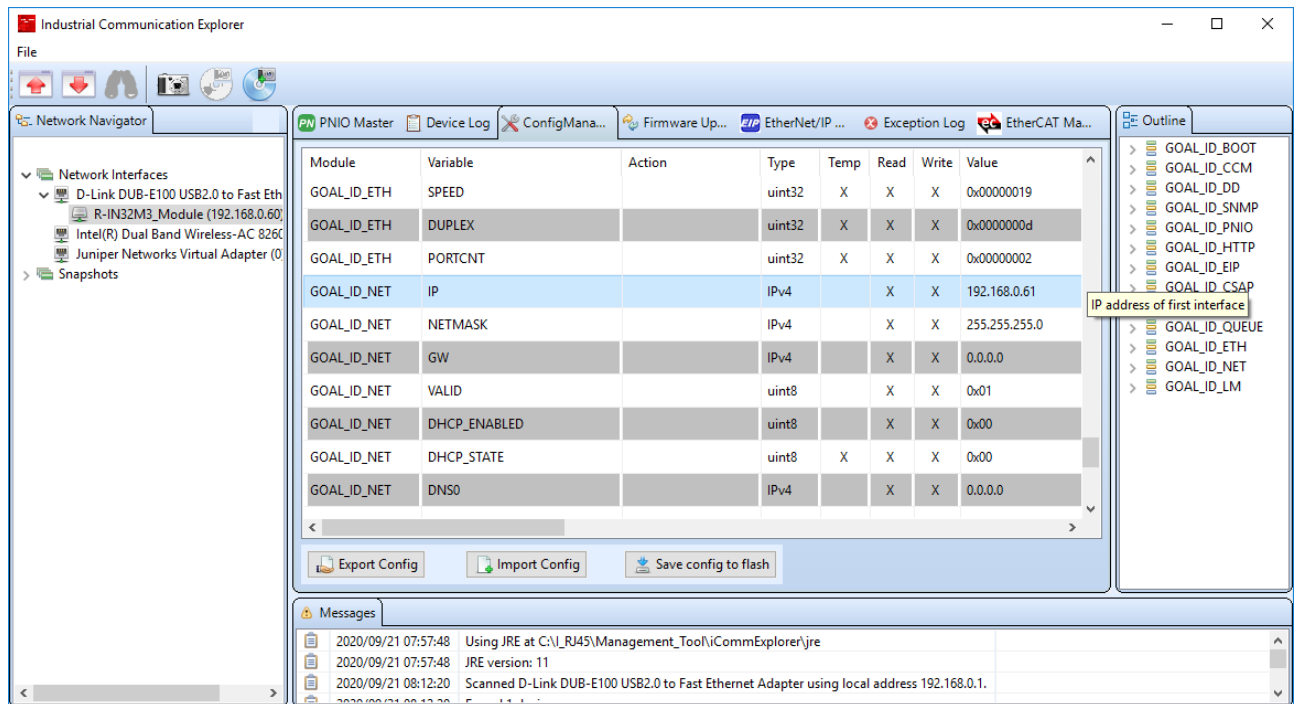 Industrial Communication Explorer
File
Network Navigator
Network Interfaces
D-Link DUB-E100 USB2.0 to Fast Eth
R-IN32M3_Module (192.168.0.60)
Intel(R) Dual Band Wireless-AC 8260
Juniper Networks Virtual Adapter (0
Snapshots
PN PNIO Master Device Log ConfigMana... Firmware Up... EIP EtherNet/IP ... Exception Log EC EtherCAT Ma...
Module Variable Action Type Temp Read Write Value
GOAL_ID_ETH SPEED uint32 X X X 0x00000019
GOAL_ID_ETH DUPLEX uint32 X X X 0x0000000d
GOAL_ID_ETH PORTCNT uint32 X X X 0x00000002
GOAL_ID_NET IP IPv4 X X 192.168.0.61
GOAL_ID_NET NETMASK IPv4 X X 255.255.255.0
GOAL_ID_NET GW IPv4 X X 0.0.0.0
GOAL_ID_NET VALID uint8 X X 0x01
GOAL_ID_NET DHCP_ENABLED uint8 X X 0x00
GOAL_ID_NET DHCP_STATE uint8 X X X 0x00
GOAL_ID_NET DNS0 IPv4 X X 0.0.0.0
Export Config Import Config Save config to flash
Outline
GOAL_ID_BOOT
GOAL_ID_CCM
GOAL_ID_DD
GOAL_ID_SNMP
GOAL_ID_PNIO
GOAL_ID_HTTP
GOAL_ID_EIP
GOAL_ID_CSAP
IP address of first interface
GOAL_ID_QUEUE
GOAL_ID_ETH
GOAL_ID_NET
GOAL_ID_LM
Messages
2020/09/21 07:57:48 Using JRE at C:\I_RJ45\Management_Tool\iCommExplorer\jre
2020/09/21 07:57:48 JRE version: 11
2020/09/21 08:12:20 Scanned D-Link DUB-E100 USB2.0 to Fast Ethernet Adapter using local address 192.168.0.1.